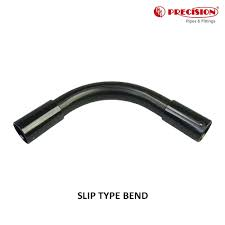 PRECISION
Pipes & Fittings
SLIP TYPE BEND